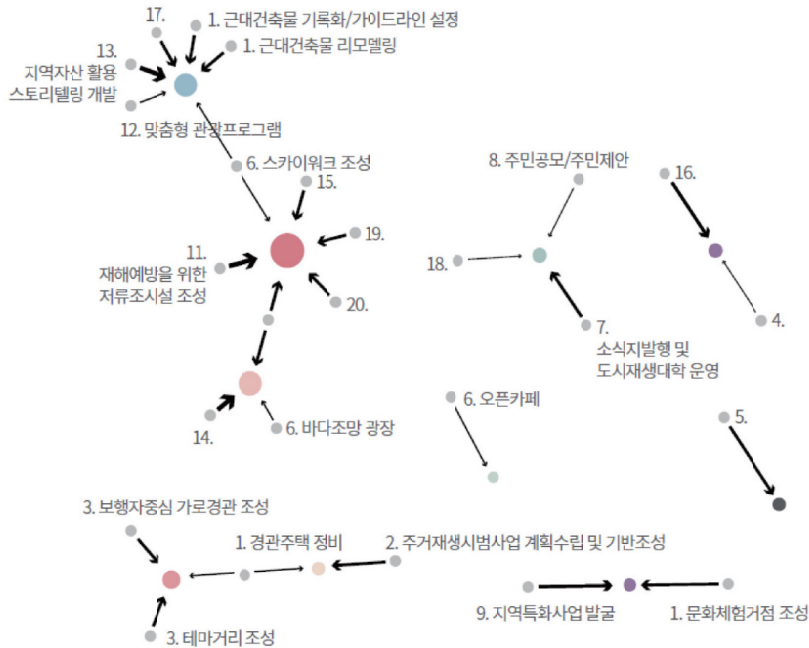 17.
1. 근대건축물 기록화/가이드라인 설정
13.
1. 근대건축물 리모델링
지역자산 활용
스토리텔링 개발
12. 맞춤형 관광프로그램
6. 스카이워크 조성
15.
19.
11.
재해예방을 위한
저류조시설 조성
20.
14.
6. 바다조망 광장
8. 주민공모/주민제안
16.
18.
7.
소식지발행 및
도시재생대학 운영
4.
6. 오픈카페
5.
3. 보행자중심 가로경관 조성
1. 경관주택 정비
2. 주거재생시범사업 계획수립 및 기반조성
3. 테마거리 조성
9. 지역특화사업 발굴
1. 문화체험거점 조성